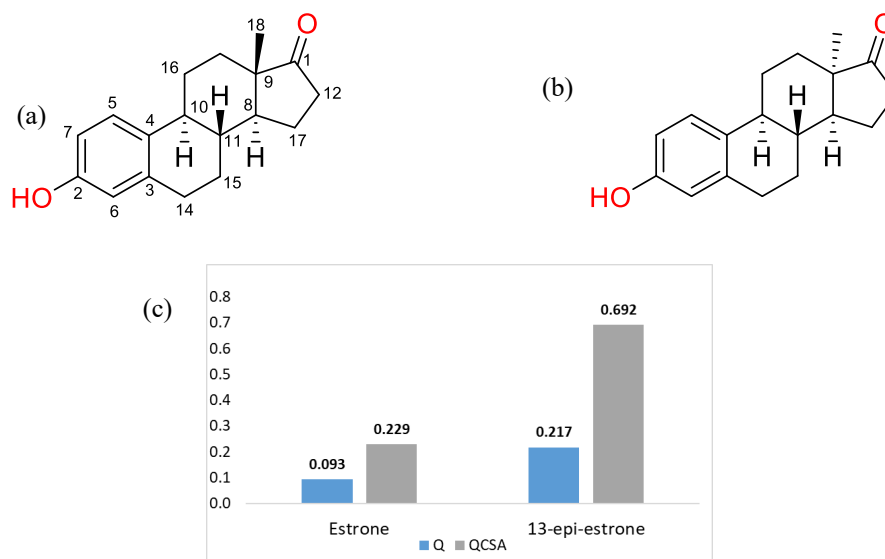 (a)
18
O
16
1
9
12
5
10
H
8
4
7
11
H
H
17
2
3
15
HO
6
14
(b)
O
H
H
H
HO
(c)
0.8
0.7
0.6
0.5
0.4
0.3
0.2
0.1
0.0
0.093
0.229
0.217
0.692
Estrone
13-epi-estrone
Q
QCSA